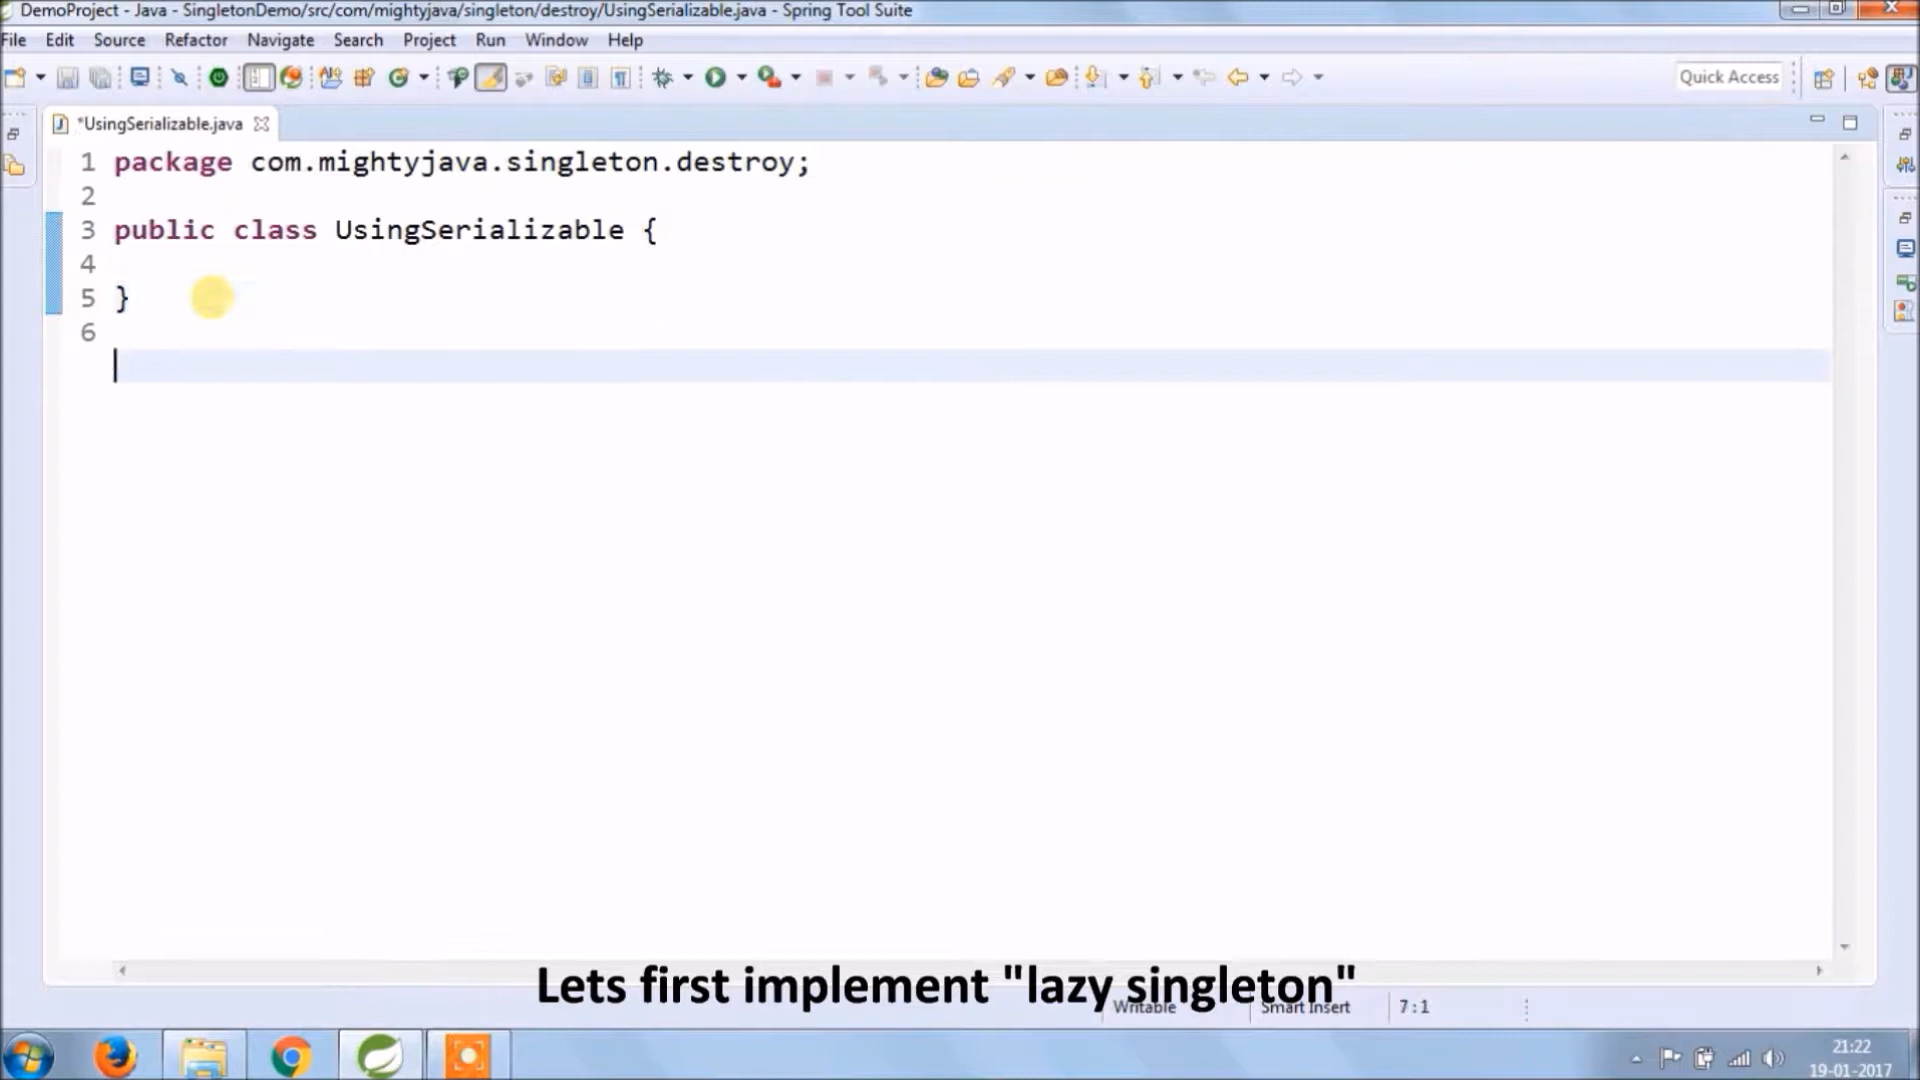 DemoProject - Java - SingletonDemo/src/com/mightyjava/singleton/destroy/UsingSerializable.java - Spring Tool Suite
File Edit Source Refactor Navigate Search Project Run Window Help
Quick Access
*UsingSerializable.java
1 package com.mightyjava.singleton.destroy;
2
3 public class UsingSerializable {
4
5 }
6
Lets first implement "lazy singleton"
Writable Smart Insert 7 : 1
21:22
19-01-2017